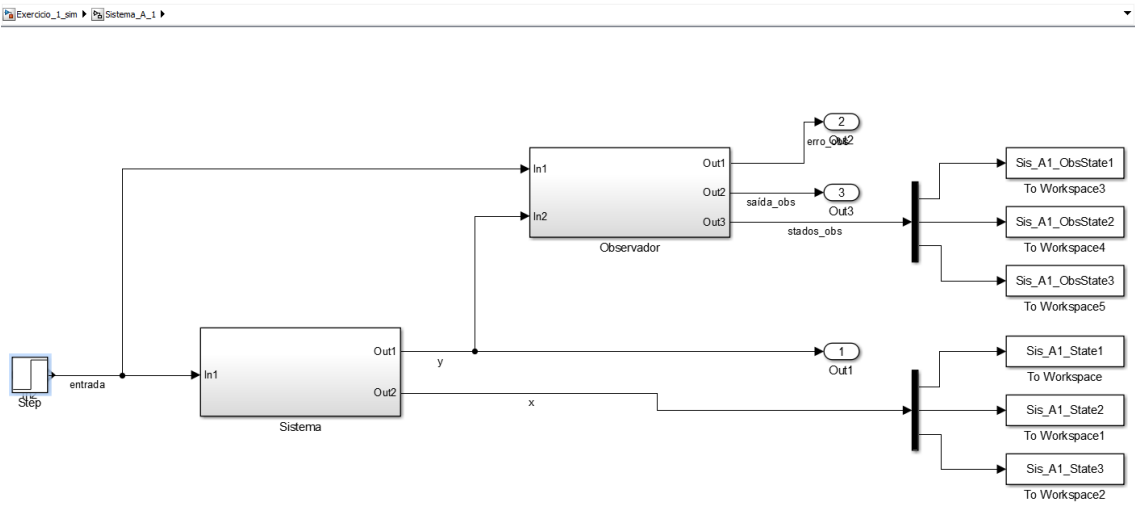 Exercicio_1_sim Sistema_A_1
2
erro_obs
Out2
In1
Out1
Sis_A1_ObsState1
To Workspace3
Out2
saída_obs
3
Out3
In2
Out3
stados_obs
Sis_A1_ObsState2
To Workspace4
Observador
Sis_A1_ObsState3
To Workspace5
Out1
y
1
Out1
Sis_A1_State1
To Workspace
entrada
In1
Step
Out2
x
Sistema
Sis_A1_State2
To Workspace1
Sis_A1_State3
To Workspace2